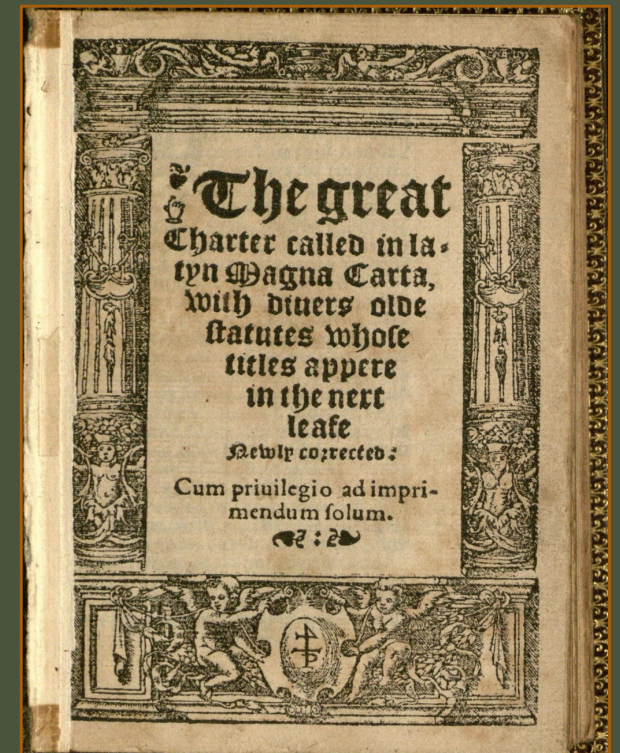 The great
Charter called in la-
tyn Magna Carta,
with diuers olde
statutes whose
titles appere
in the next
leafe
Newly corrected:
Cum priuilegio ad impri-
mendum solum.